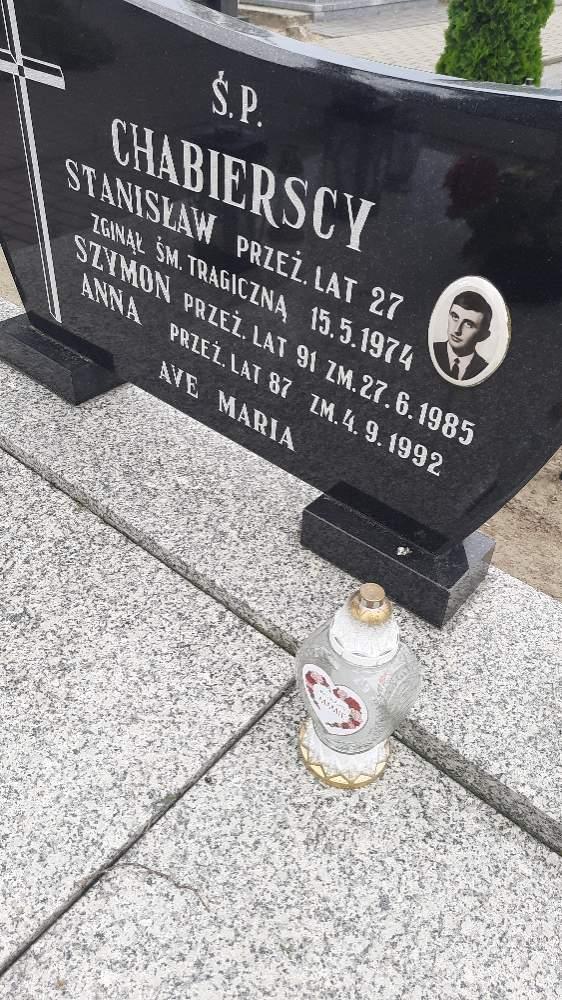 Ś.P.
CHABIERSCY
STANISŁAW PRZEŻ. LAT 27
ZGINĄŁ ŚM. TRAGICZNĄ 15.5.1974
SZYMON PRZEŻ. LAT 91 ZM. 27.6.1985
ANNA PRZEŻ. LAT 87 ZM. 4.9.1992
AVE MARIA